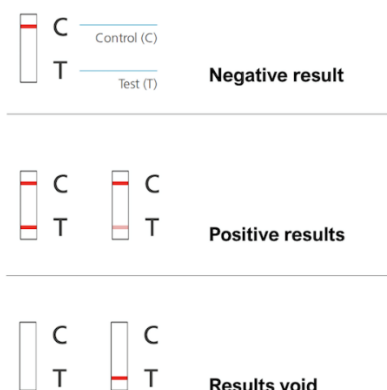 C
Control (C)
T
Test (T)
Negative result
C C
T T
Positive results
C C
T T
Results void